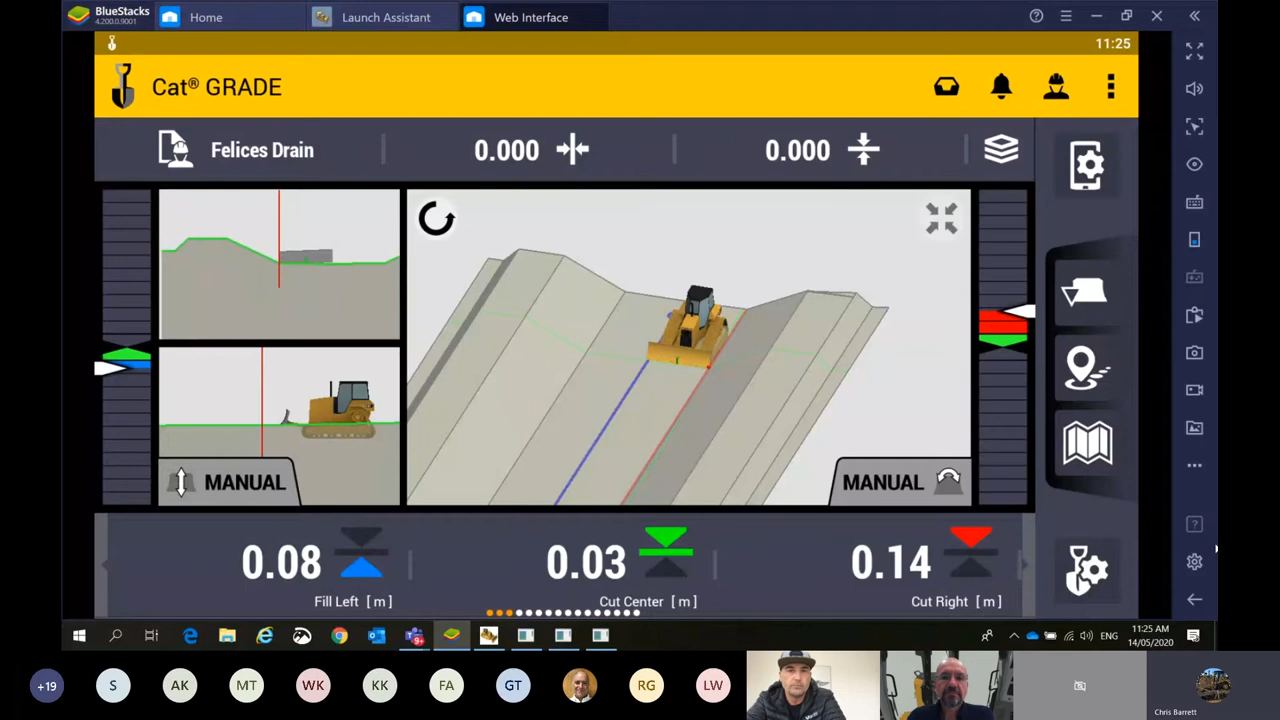 BlueStacks
4.200.0.9001
Home
Launch Assistant
Web Interface
11:25
Cat® GRADE
Felices Drain
0.000
0.000
MANUAL
MANUAL
0.08
0.03
0.14
Fill Left [ m ]
Cut Center [ m ]
Cut Right [ m ]
ENG
11:25 AM
14/05/2020
+19
S
AK
MT
WK
KK
FA
GT
RG
LW
Chris Barrett